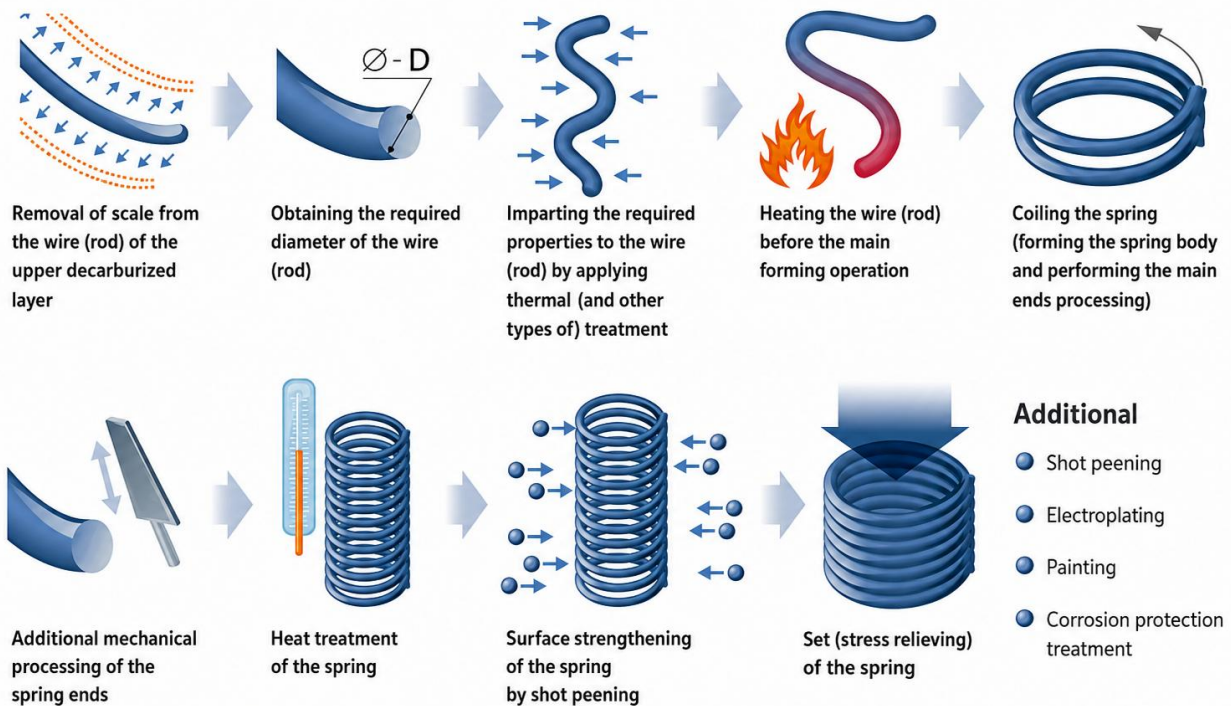 Ø - D
Removal of scale from
the wire (rod) of the
upper decarburized
layer
Obtaining the required
diameter of the wire
(rod)
Imparting the required
properties to the wire
(rod) by applying
thermal (and other
types of) treatment
Heating the wire (rod)
before the main
forming operation
Coiling the spring
(forming the spring body
and performing the main
ends processing)
Additional mechanical
processing of the
spring ends
Heat treatment
of the spring
Surface strengthening
of the spring
by shot peening
Set (stress relieving)
of the spring
Additional
Shot peening
Electroplating
Painting
Corrosion protection
treatment